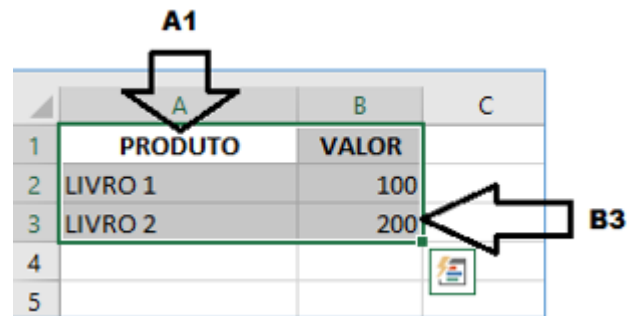 A1
A B C
1 PRODUTO VALOR
2 LIVRO 1 100
3 LIVRO 2 200
B3
4
5